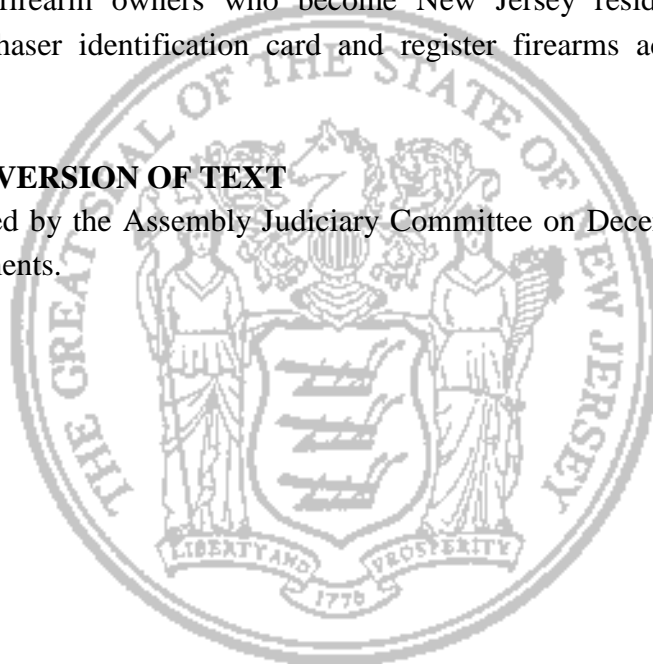 firearm owners who become New Jersey resid
haser identification card and register firearms ac
VERSION OF TEXT
ed by the Assembly Judiciary Committee on Dece
nents.
THE GREAT SEAL OF THE STATE OF NEW JERSEY
LIBERTY AND PROSPERITY
1776